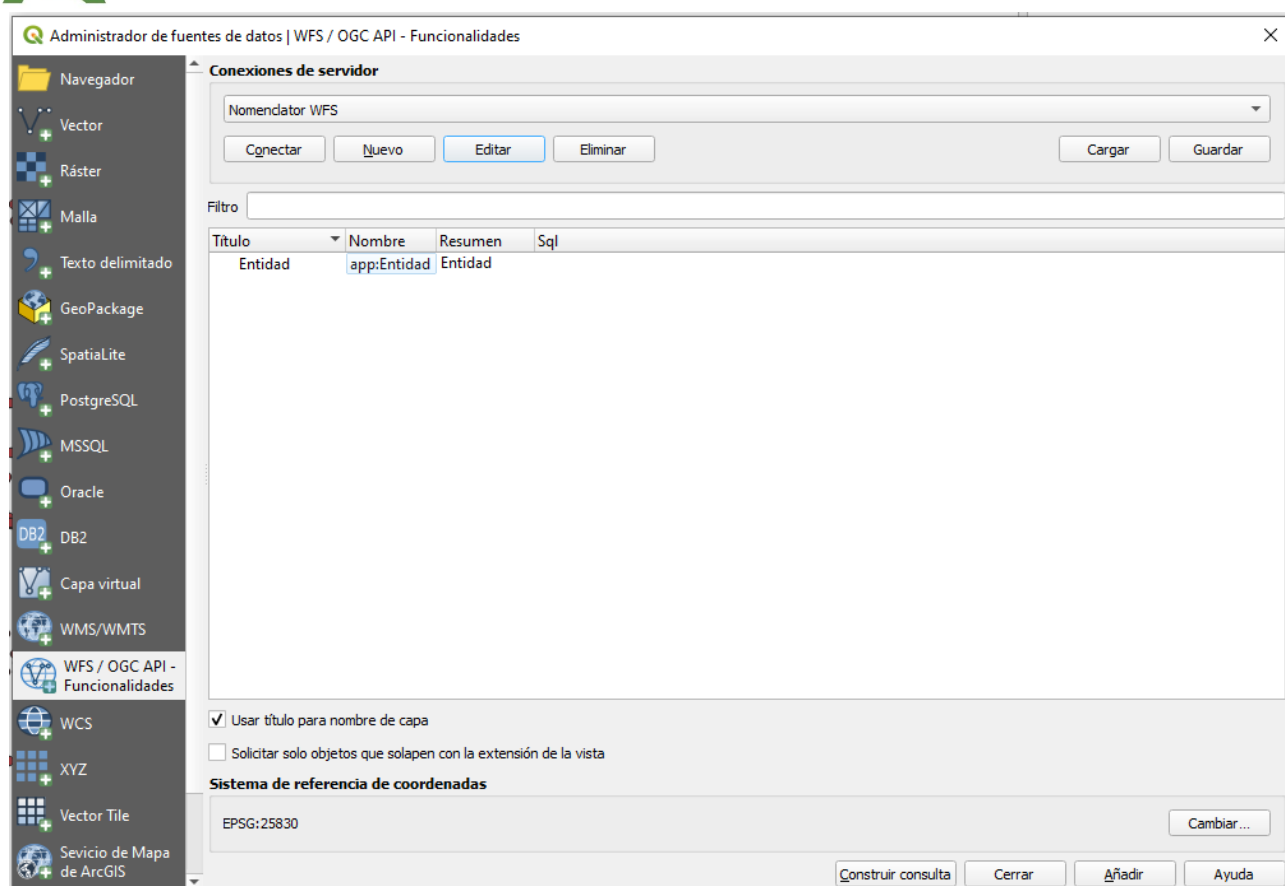 Administrador de fuentes de datos | WFS / OGC API - Funcionalidades
Navegador
Vector
Ráster
Malla
Texto delimitado
GeoPackage
SpatiaLite
PostgreSQL
MSSQL
Oracle
DB2
DB2
Capa virtual
WMS/WMTS
WFS / OGC API -
Funcionalidades
WCS
XYZ
Vector Tile
Sevicio de Mapa
de ArcGIS
Conexiones de servidor
Nomenclator WFS
Conectar Nuevo Editar Eliminar Cargar Guardar
Filtro
Título Nombre Resumen Sql
Entidad app:Entidad Entidad
Usar título para nombre de capa
Solicitar solo objetos que solapen con la extensión de la vista
Sistema de referencia de coordenadas
EPSG:25830 Cambiar...
Construir consulta Cerrar Añadir Ayuda